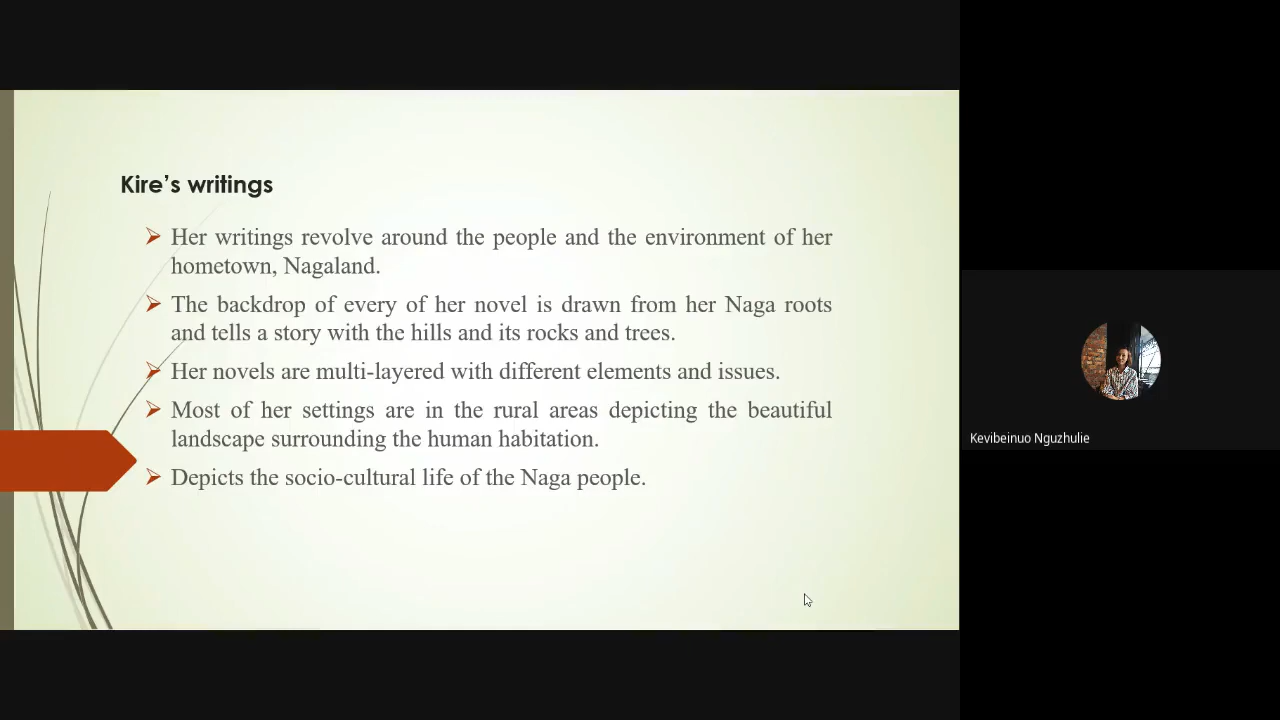 Kire's writings
Her writings revolve around the people and the environment of her
hometown, Nagaland.
The backdrop of every of her novel is drawn from her Naga roots
and tells a story with the hills and its rocks and trees.
Her novels are multi-layered with different elements and issues.
Most of her settings are in the rural areas depicting the beautiful
landscape surrounding the human habitation.
Depicts the socio-cultural life of the Naga people.
Kevibeinuo Nguzhulie